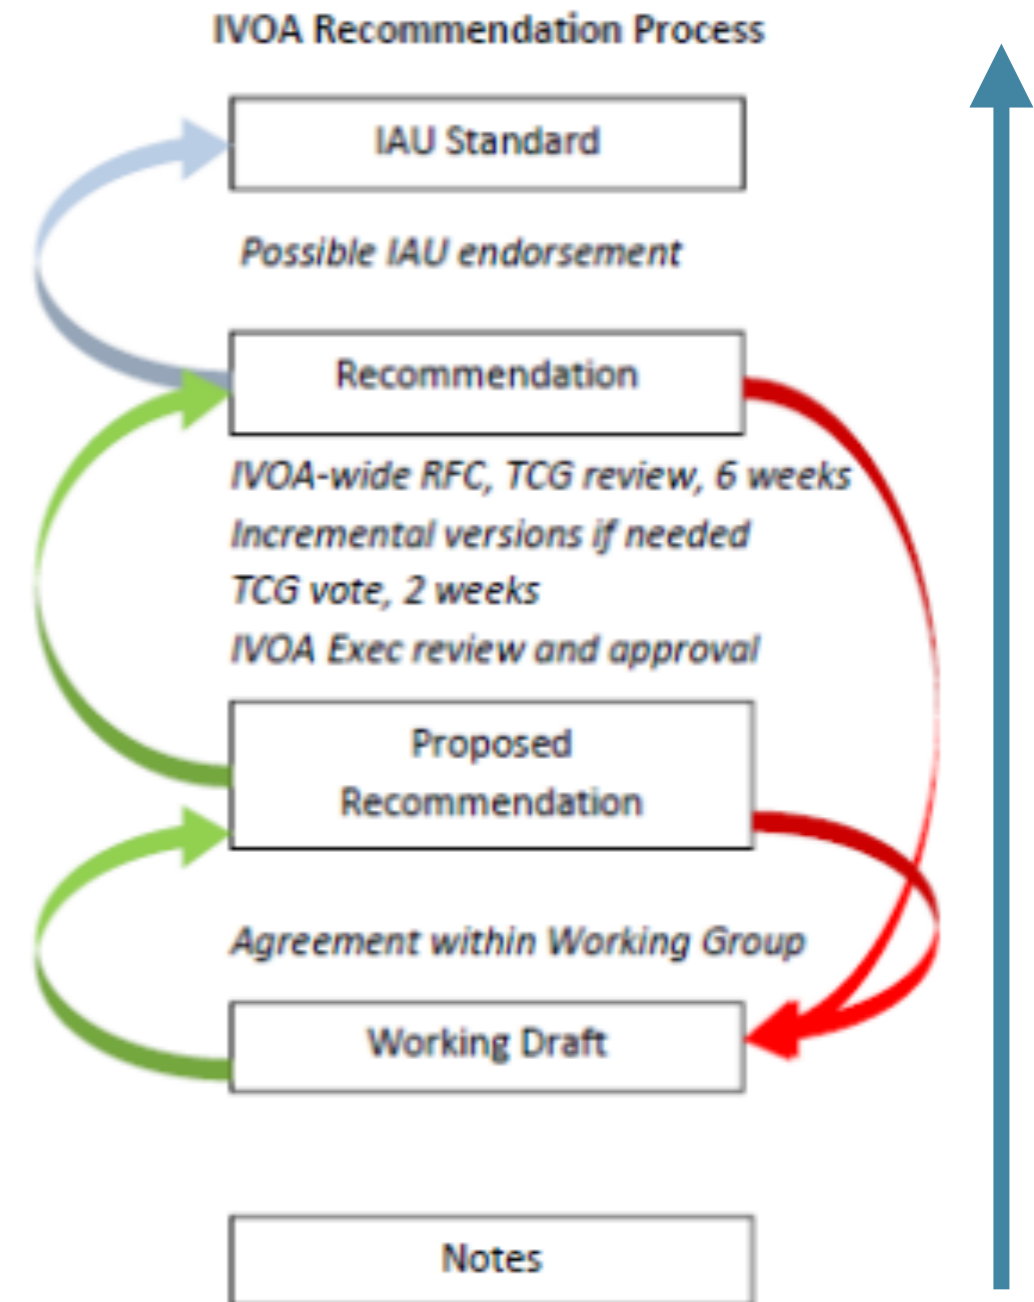 IVOA Recommendation Process
IAU Standard
Possible IAU endorsement
Recommendation
IVOA-wide RFC, TCG review, 6 weeks
Incremental versions if needed
TCG vote, 2 weeks
IVOA Exec review and approval
Proposed
Recommendation
Agreement within Working Group
Working Draft
Notes